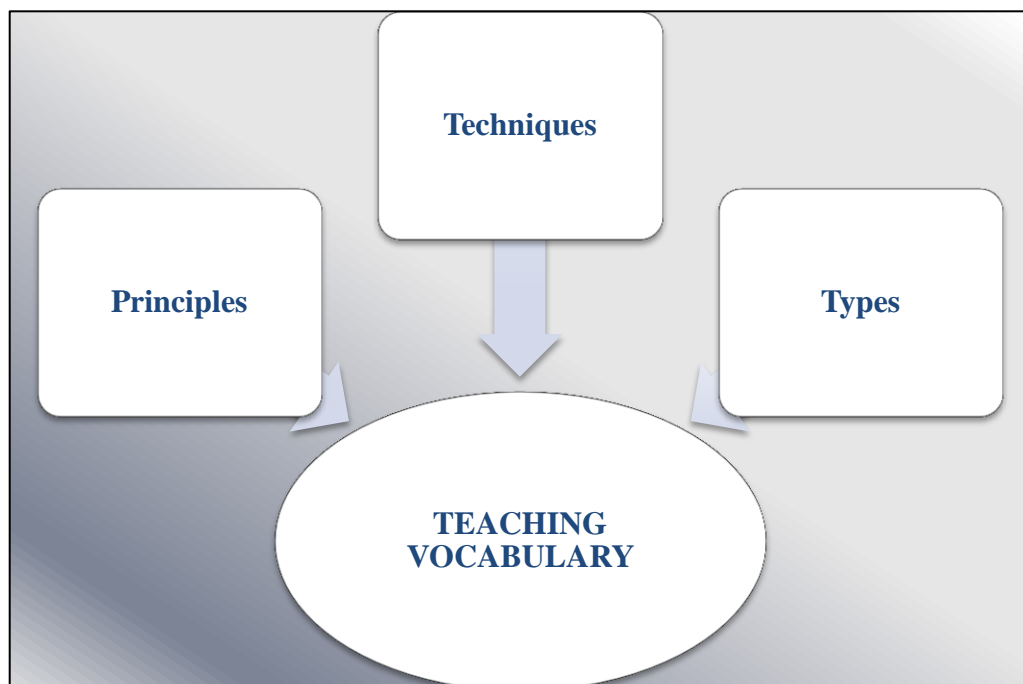 Techniques
Principles
Types
TEACHING
VOCABULARY